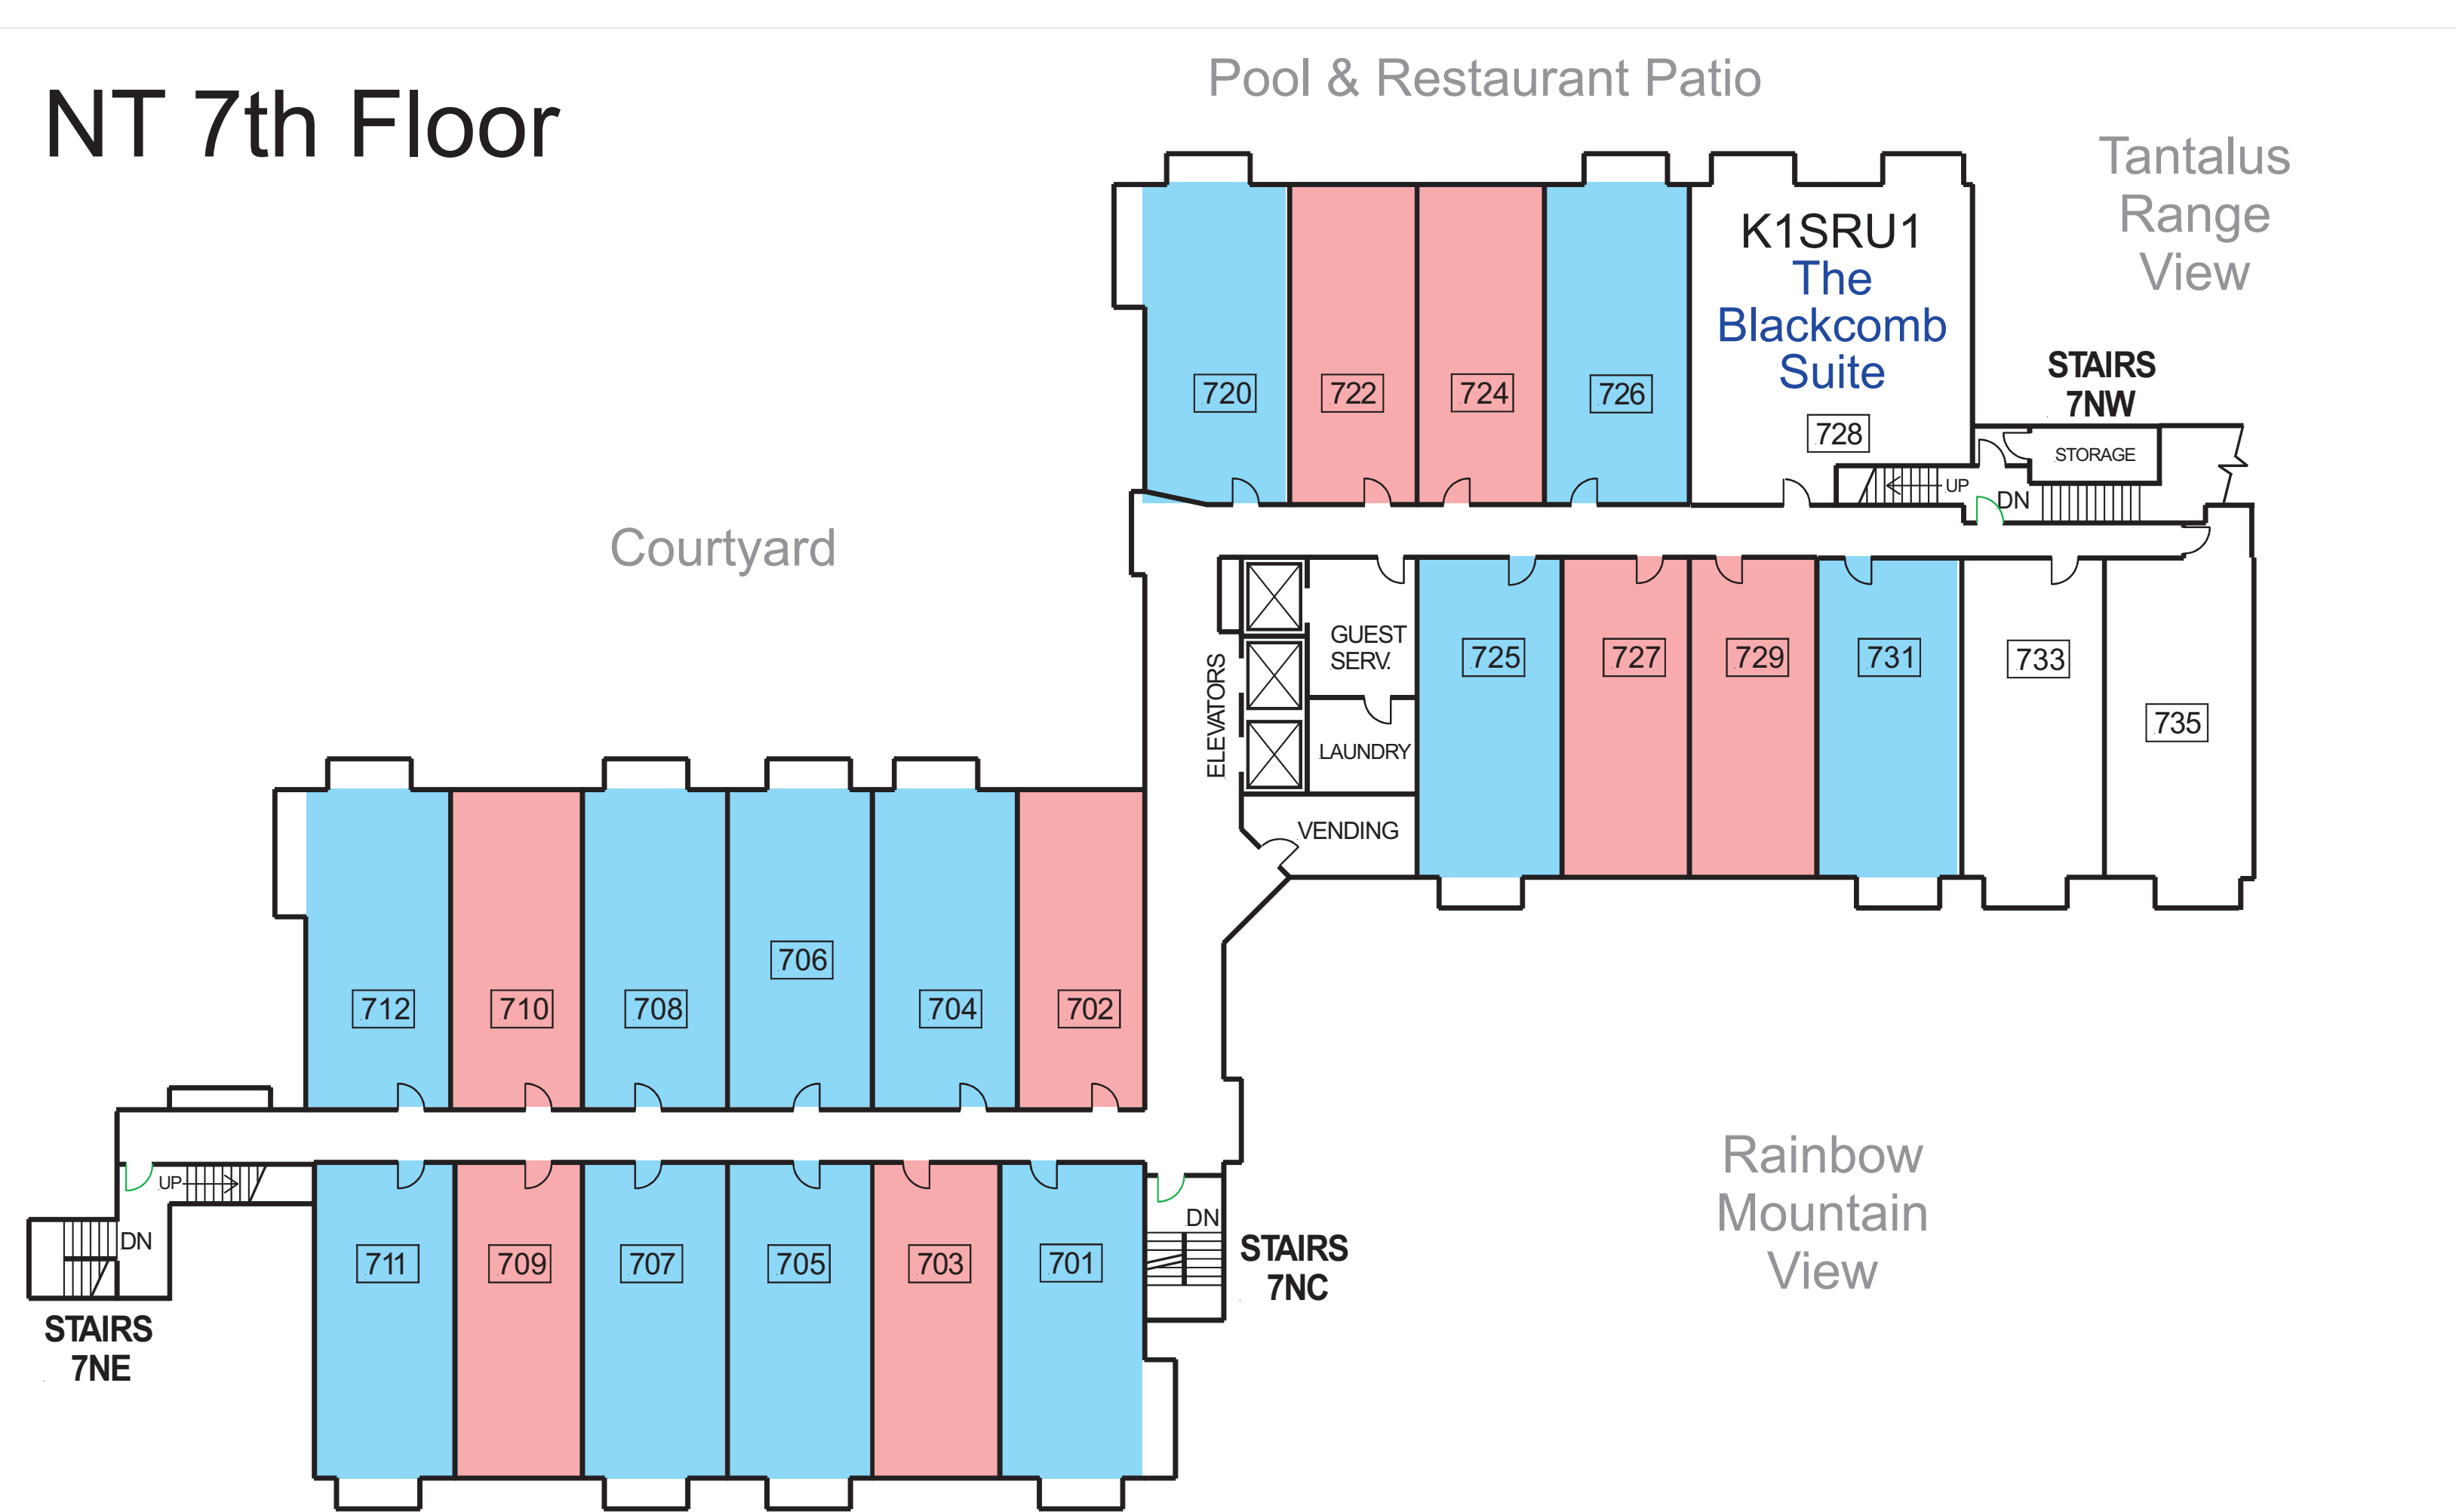 NT 7th Floor
Pool & Restaurant Patio
Tantalus
Range
View
K1SRU1
The
Blackcomb
Suite
720
722
724
726
728
STAIRS
7NW
STORAGE
UP
DN
Courtyard
ELEVATORS
GUEST
SERV.
LAUNDRY
VENDING
725
727
729
731
733
735
712
710
708
706
704
702
UP
DN
STAIRS
7NE
711
709
707
705
703
701
DN
STAIRS
7NC
Rainbow
Mountain
View